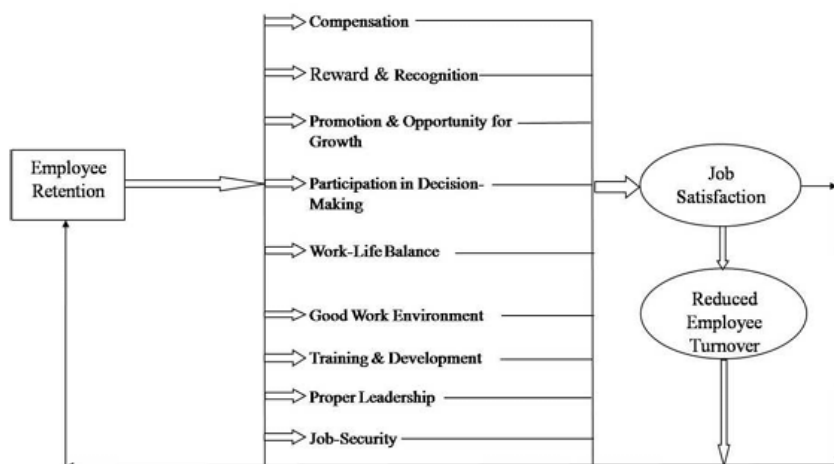 Compensation
Reward & Recognition
Promotion & Opportunity for
Growth
Employee
Retention
Participation in Decision-
Making
Work-Life Balance
Good Work Environment
Training & Development
Proper Leadership
Job-Security
Job
Satisfaction
Reduced
Employee
Turnover